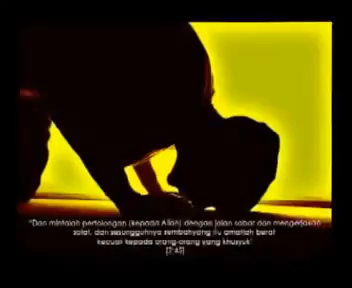 "Dan mintalah pertolongan (kepada Allah) dengan jalan sabar dan mengerjakan
solat, dan sesungguhnya sembahyang itu amatlah berat
kecuali kepada orang-orang yang khusyuk"
[2:45]